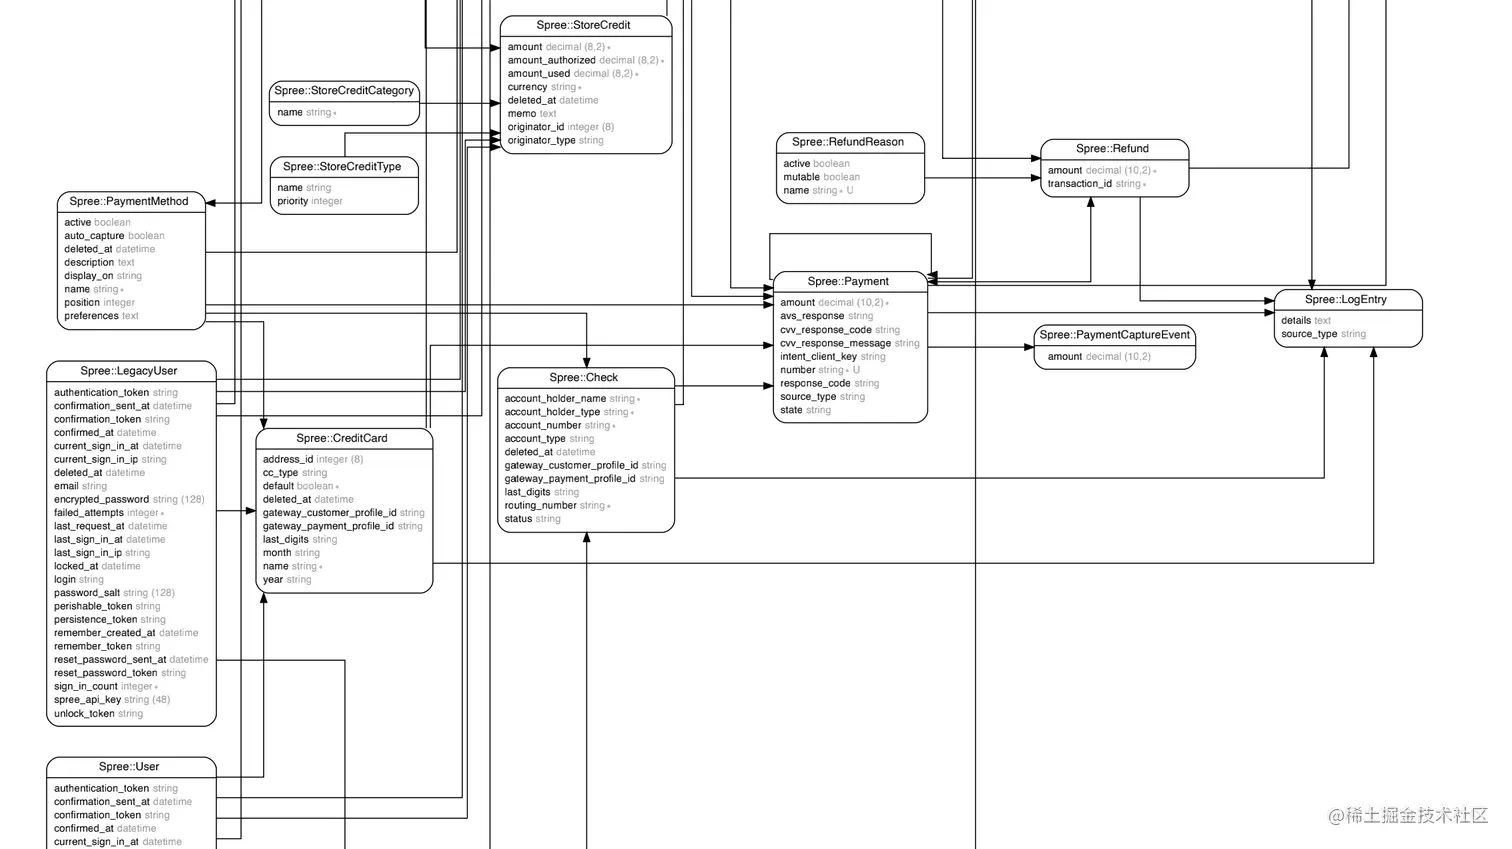 Spree::StoreCredit
amount decimal (8,2) *
amount_authorized decimal (8,2) *
amount_used decimal (8,2) *
currency string *
deleted_at datetime
memo text
originator_id integer (8)
originator_type string
Spree::StoreCreditCategory
name string *
Spree::StoreCreditType
name string
priority integer
Spree::RefundReason
active boolean
mutable boolean
name string * U
Spree::Refund
amount decimal (10,2) *
transaction_id string *
Spree::PaymentMethod
active boolean
auto_capture boolean
deleted_at datetime
description text
display_on string
name string *
position integer
preferences text
Spree::Payment
amount decimal (10,2) *
avs_response string
cvv_response_code string
cvv_response_message string
intent_client_key string
number string * U
response_code string
source_type string
state string
Spree::LogEntry
details text
source_type string
Spree::PaymentCaptureEvent
amount decimal (10,2)
Spree::LegacyUser
authentication_token string
confirmation_sent_at datetime
confirmation_token string
confirmed_at datetime
current_sign_in_at datetime
current_sign_in_ip string
deleted_at datetime
email string
encrypted_password string (128)
failed_attempts integer *
last_request_at datetime
last_sign_in_at datetime
last_sign_in_ip string
locked_at datetime
login string
password_salt string (128)
perishable_token string
persistence_token string
remember_created_at datetime
remember_token string
reset_password_sent_at datetime
reset_password_token string
sign_in_count integer *
spree_api_key string (48)
unlock_token string
Spree::Check
account_holder_name string *
account_holder_type string *
account_number string *
account_type string
deleted_at datetime
gateway_customer_profile_id string
gateway_payment_profile_id string
last_digits string
routing_number string *
status string
Spree::CreditCard
address_id integer (8)
cc_type string
default boolean *
deleted_at datetime
gateway_customer_profile_id string
gateway_payment_profile_id string
last_digits string
month string
name string *
year string
Spree::User
authentication_token string
confirmation_sent_at datetime
confirmation_token string
confirmed_at datetime
current_sign_in_at datetime
@稀土掘金技术社区